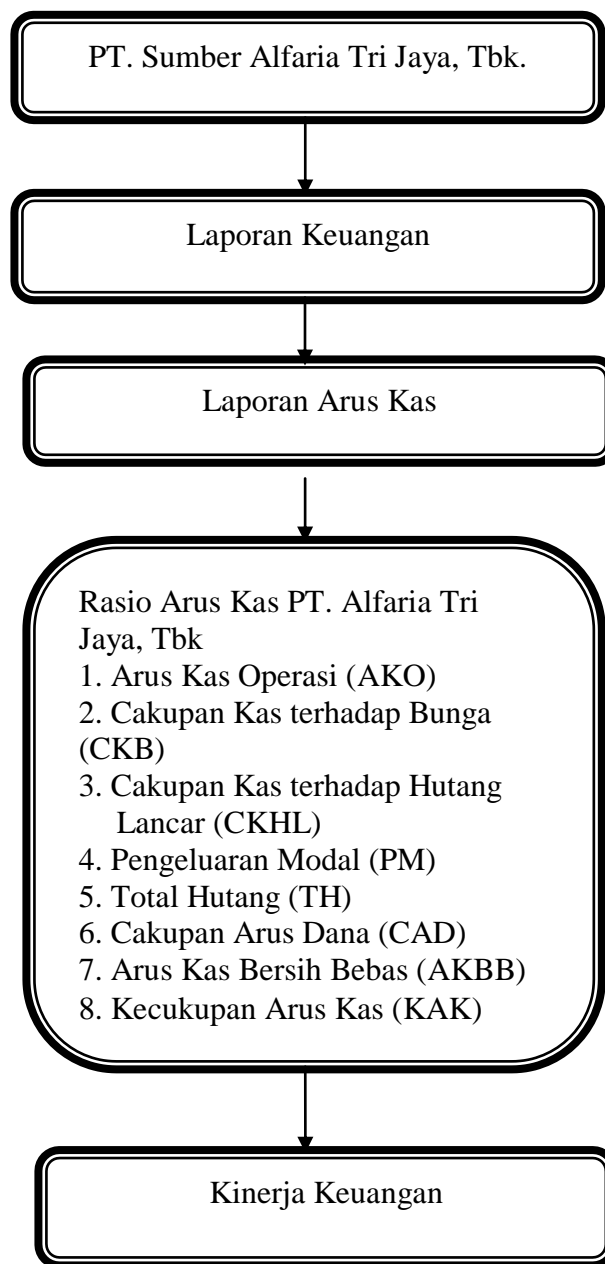 PT. Sumber Alfaria Tri Jaya, Tbk.
Laporan Keuangan
Laporan Arus Kas
Rasio Arus Kas PT. Alfaria Tri
Jaya, Tbk
1. Arus Kas Operasi (AKO)
2. Cakupan Kas terhadap Bunga
(CKB)
3. Cakupan Kas terhadap Hutang
Lancar (CKHL)
4. Pengeluaran Modal (PM)
5. Total Hutang (TH)
6. Cakupan Arus Dana (CAD)
7. Arus Kas Bersih Bebas (AKBB)
8. Kecukupan Arus Kas (KAK)
Kinerja Keuangan